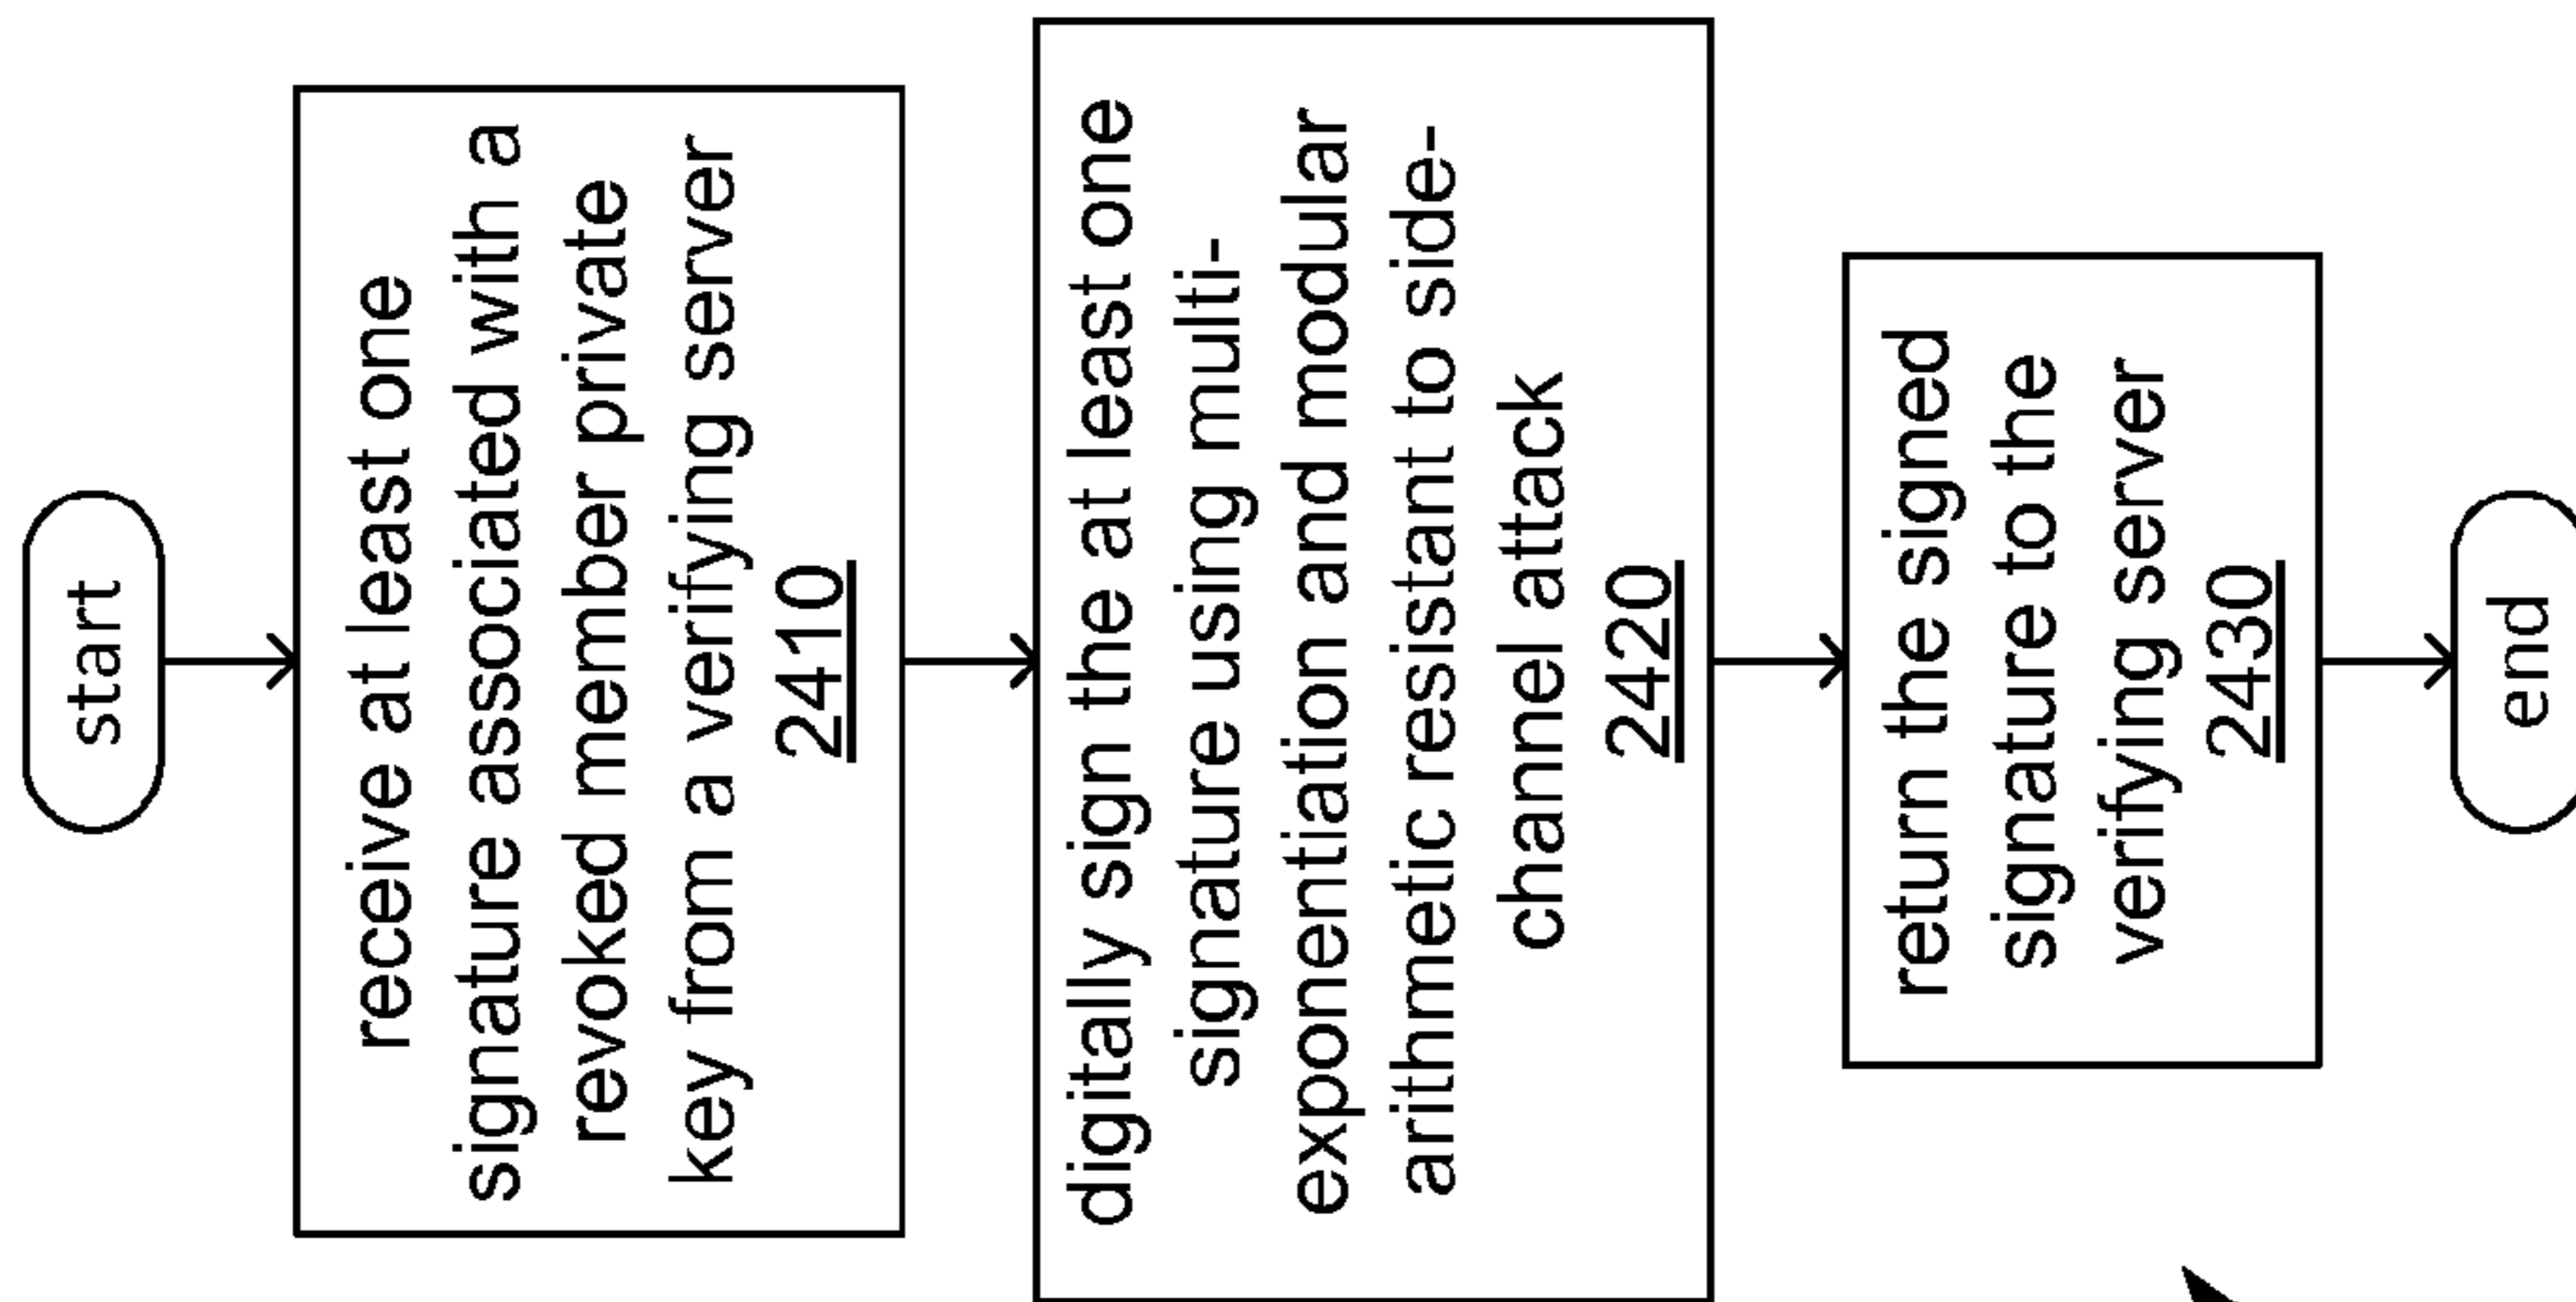 start
receive at least one
signature associated with a
revoked member private
key from a verifying server
2410
digitally sign the at least one
signature using multi-
exponentiation and modular
arithmetic resistant to side-
channel attack
2420
return the signed
signature to the
verifying server
2430
end